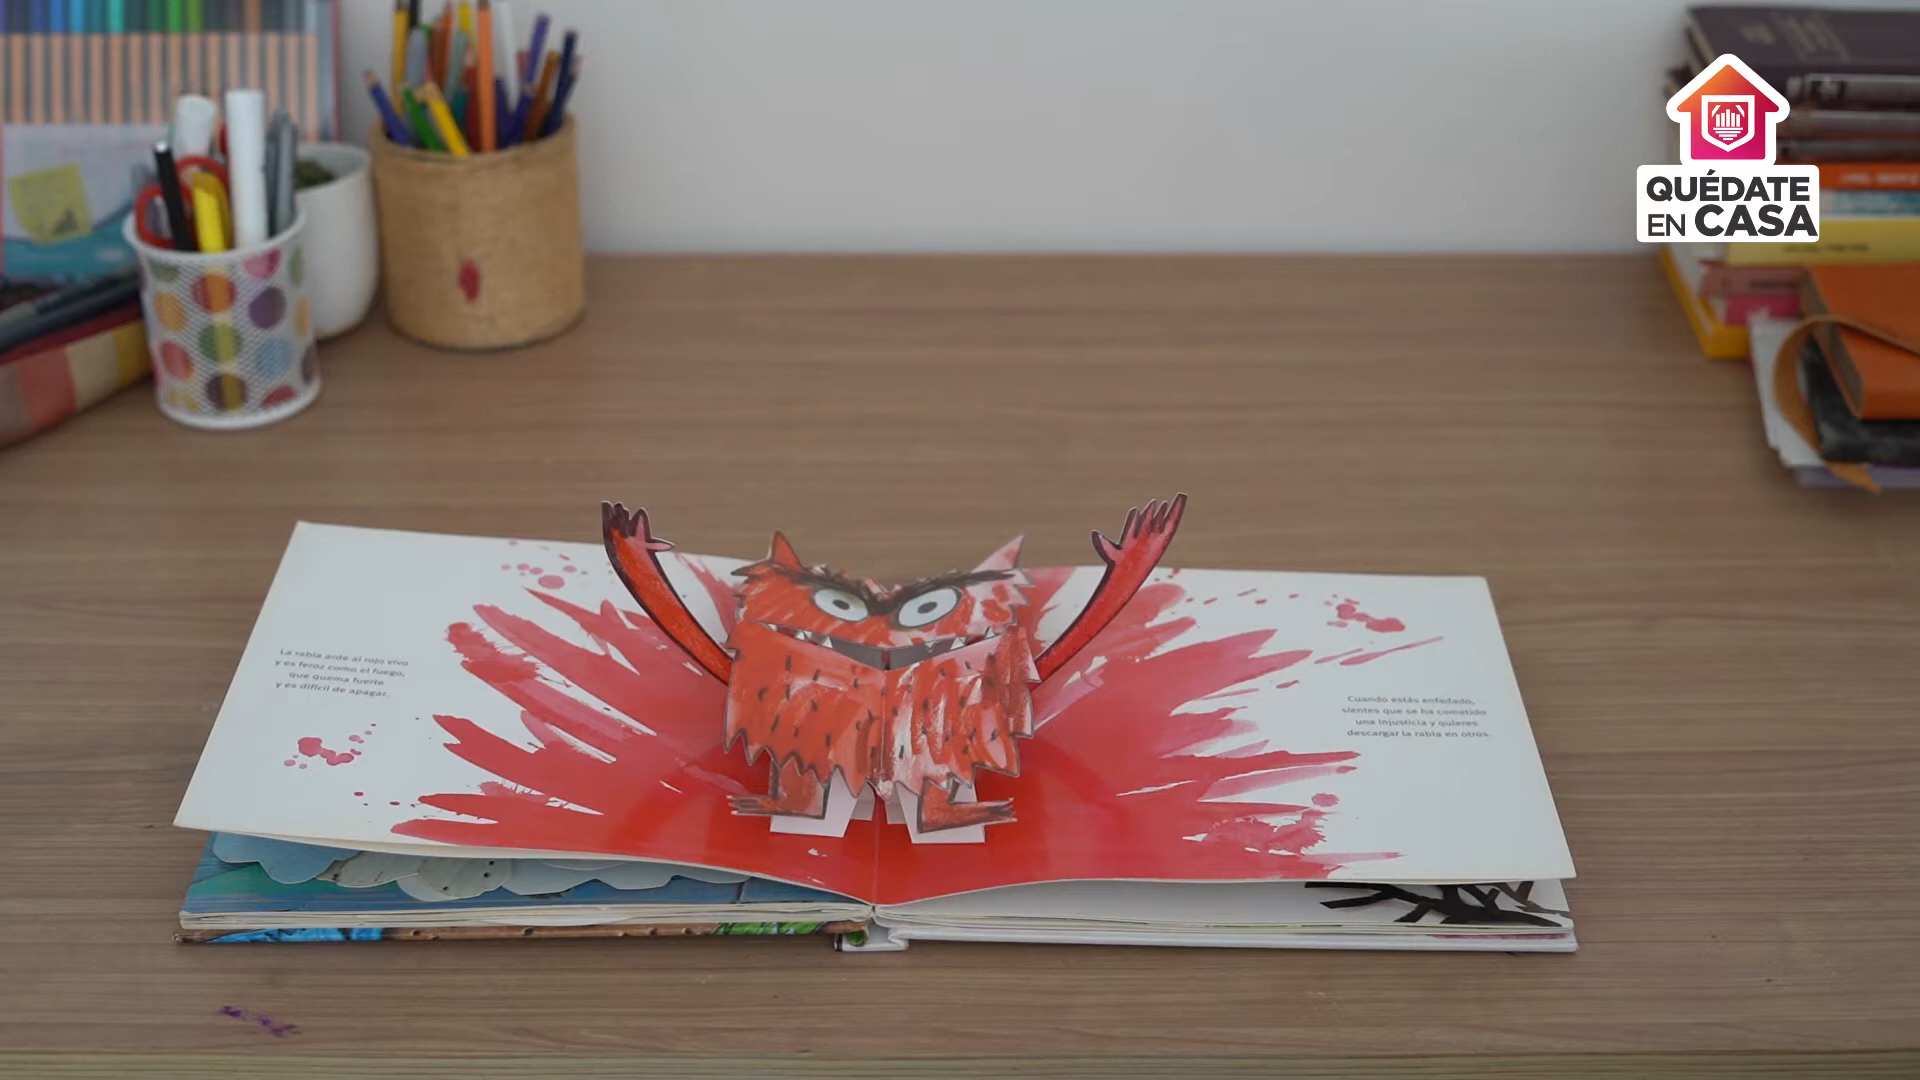 QUÉDATE
EN CASA
La rabia arde al rojo vivo
y es feroz como el fuego,
que quema fuerte
y es difícil de apagar.
Cuando estás enfadado,
sientes que se ha cometido
una injusticia y quieres
descargar la rabia en otros.